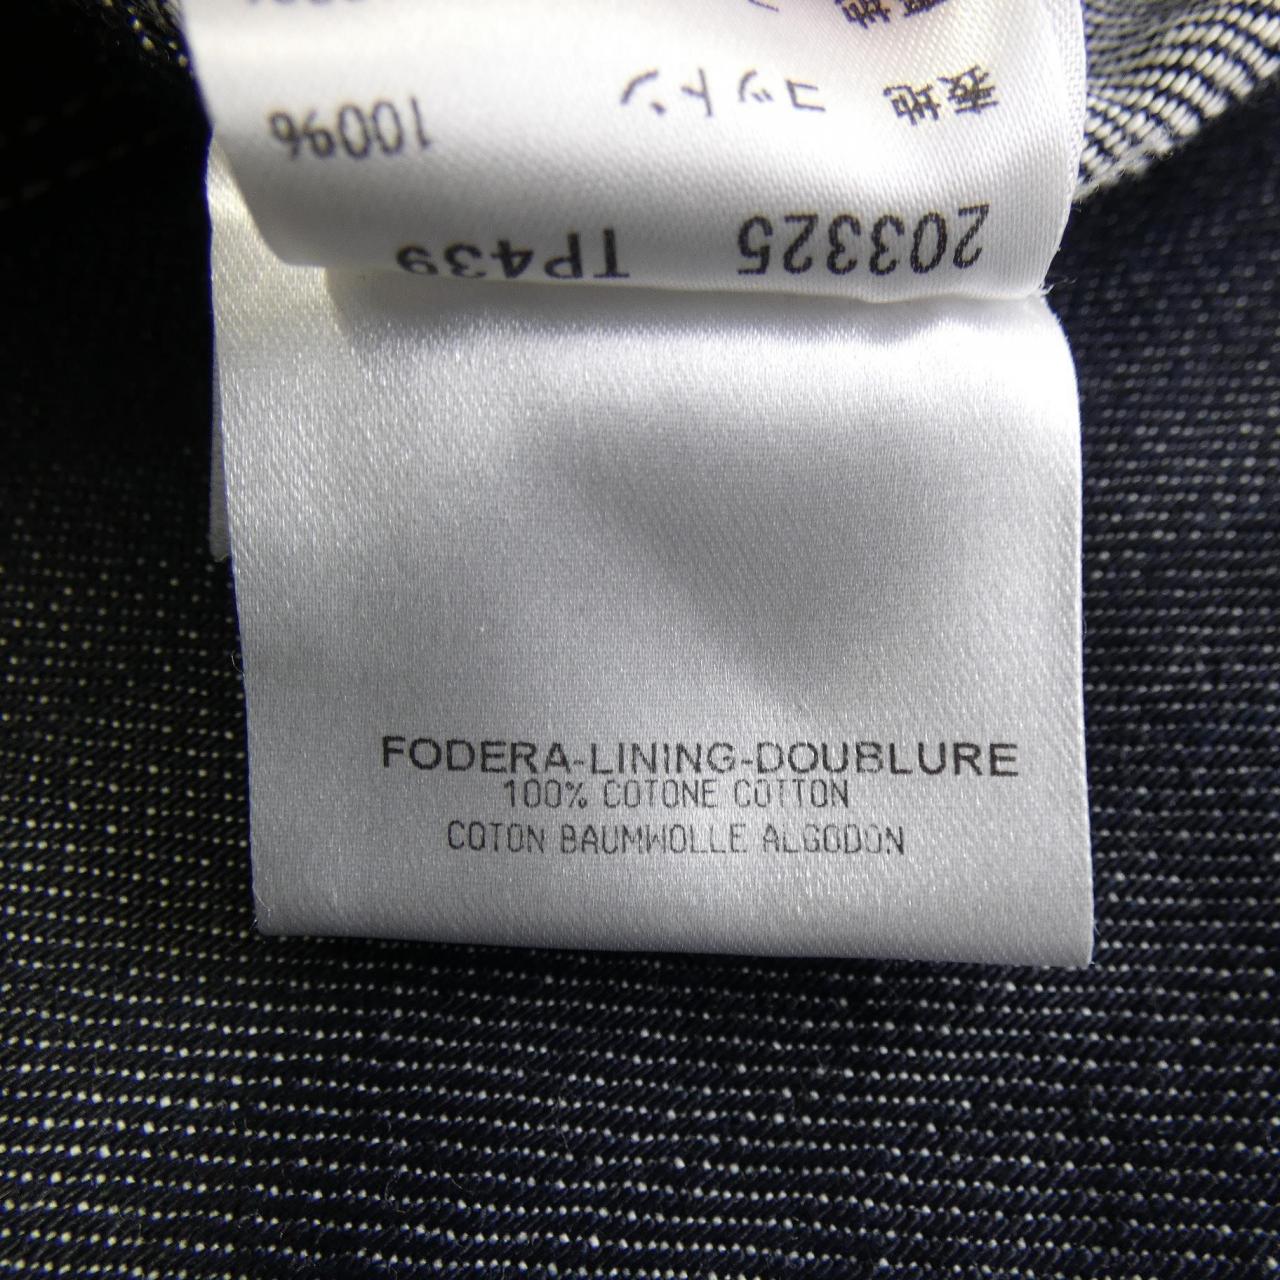 203325 TP439
表地 コットン 100%
FODERA-LINING-DOUBLURE
100% COTONE COTTON
COTON BAUMWOLLE ALGODON